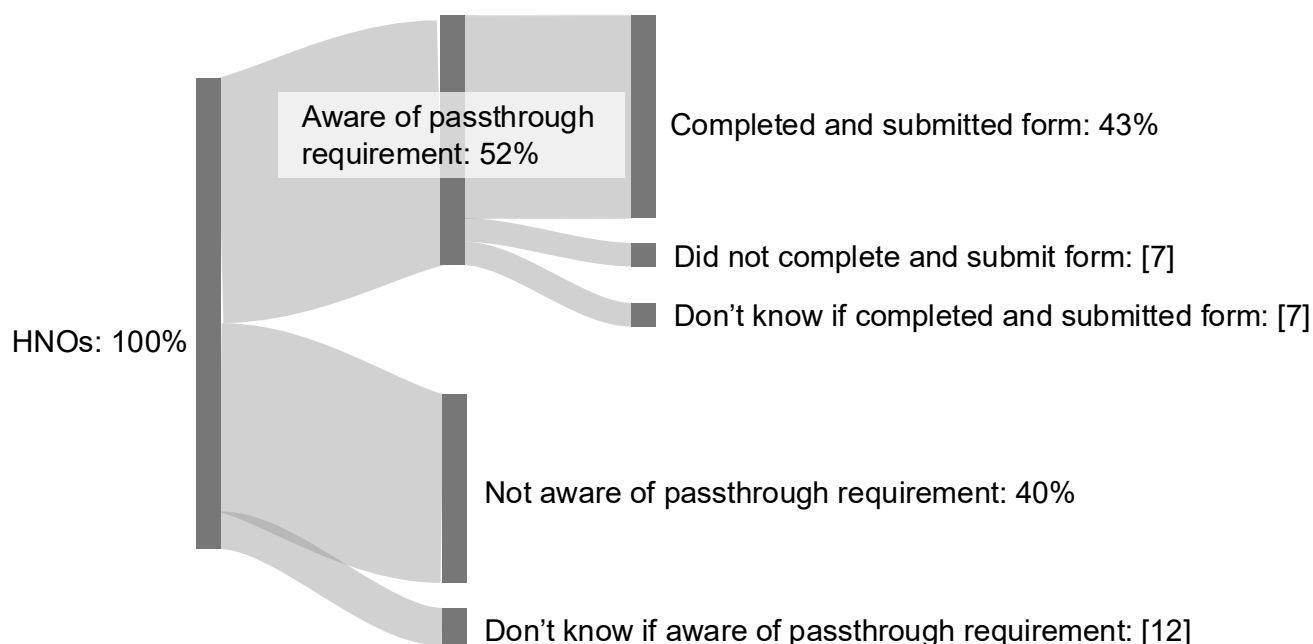 Aware of passthrough
requirement: 52%
Completed and submitted form: 43%
Did not complete and submit form: [7]
Don’t know if completed and submitted form: [7]
HNOs: 100%
Not aware of passthrough requirement: 40%
Don’t know if aware of passthrough requirement: [12]